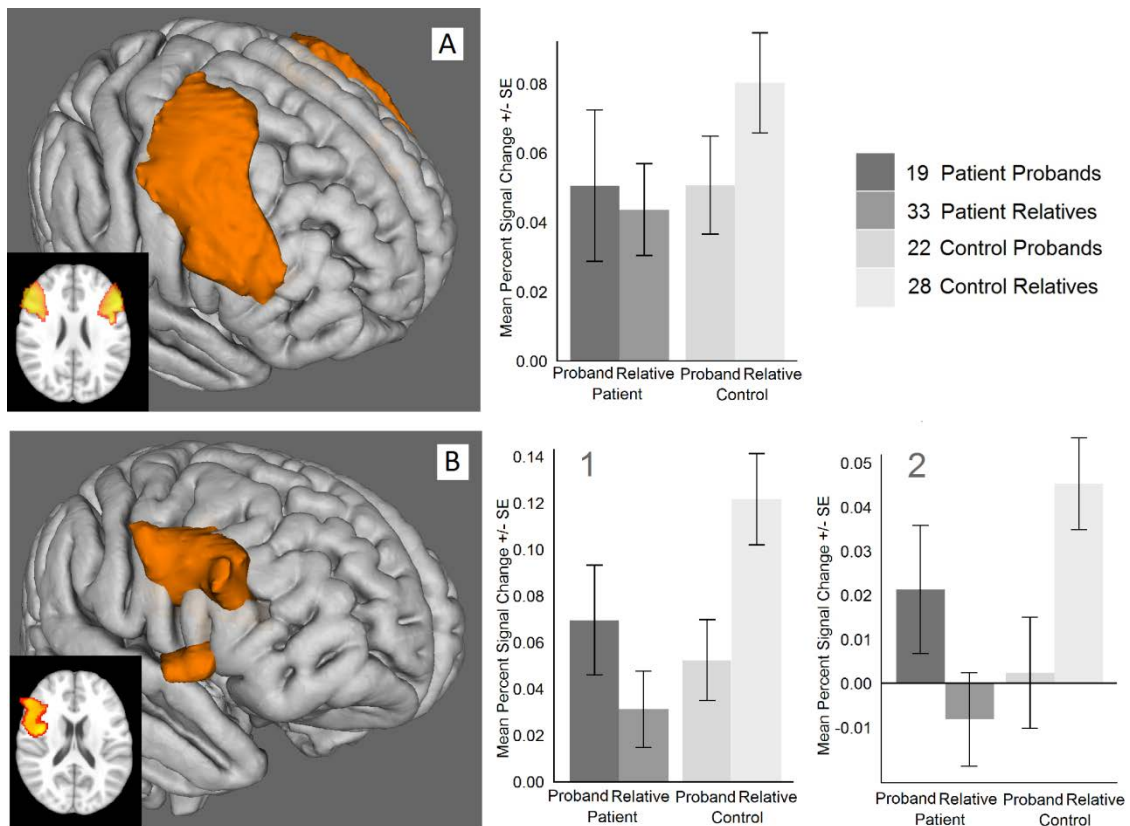 A
Mean Percent Signal Change +/- SE
0.08
0.06
0.04
0.02
0.00
Proband Relative Proband Relative
Patient Control
19 Patient Probands
33 Patient Relatives
22 Control Probands
28 Control Relatives
B
1
Mean Percent Signal Change +/- SE
0.14
0.12
0.10
0.08
0.06
0.04
0.02
0.00
Proband Relative Proband Relative
Patient Control
2
Mean Percent Signal Change +/- SE
0.05
0.04
0.03
0.02
0.01
0.00
-0.01
Proband Relative Proband Relative
Patient Control